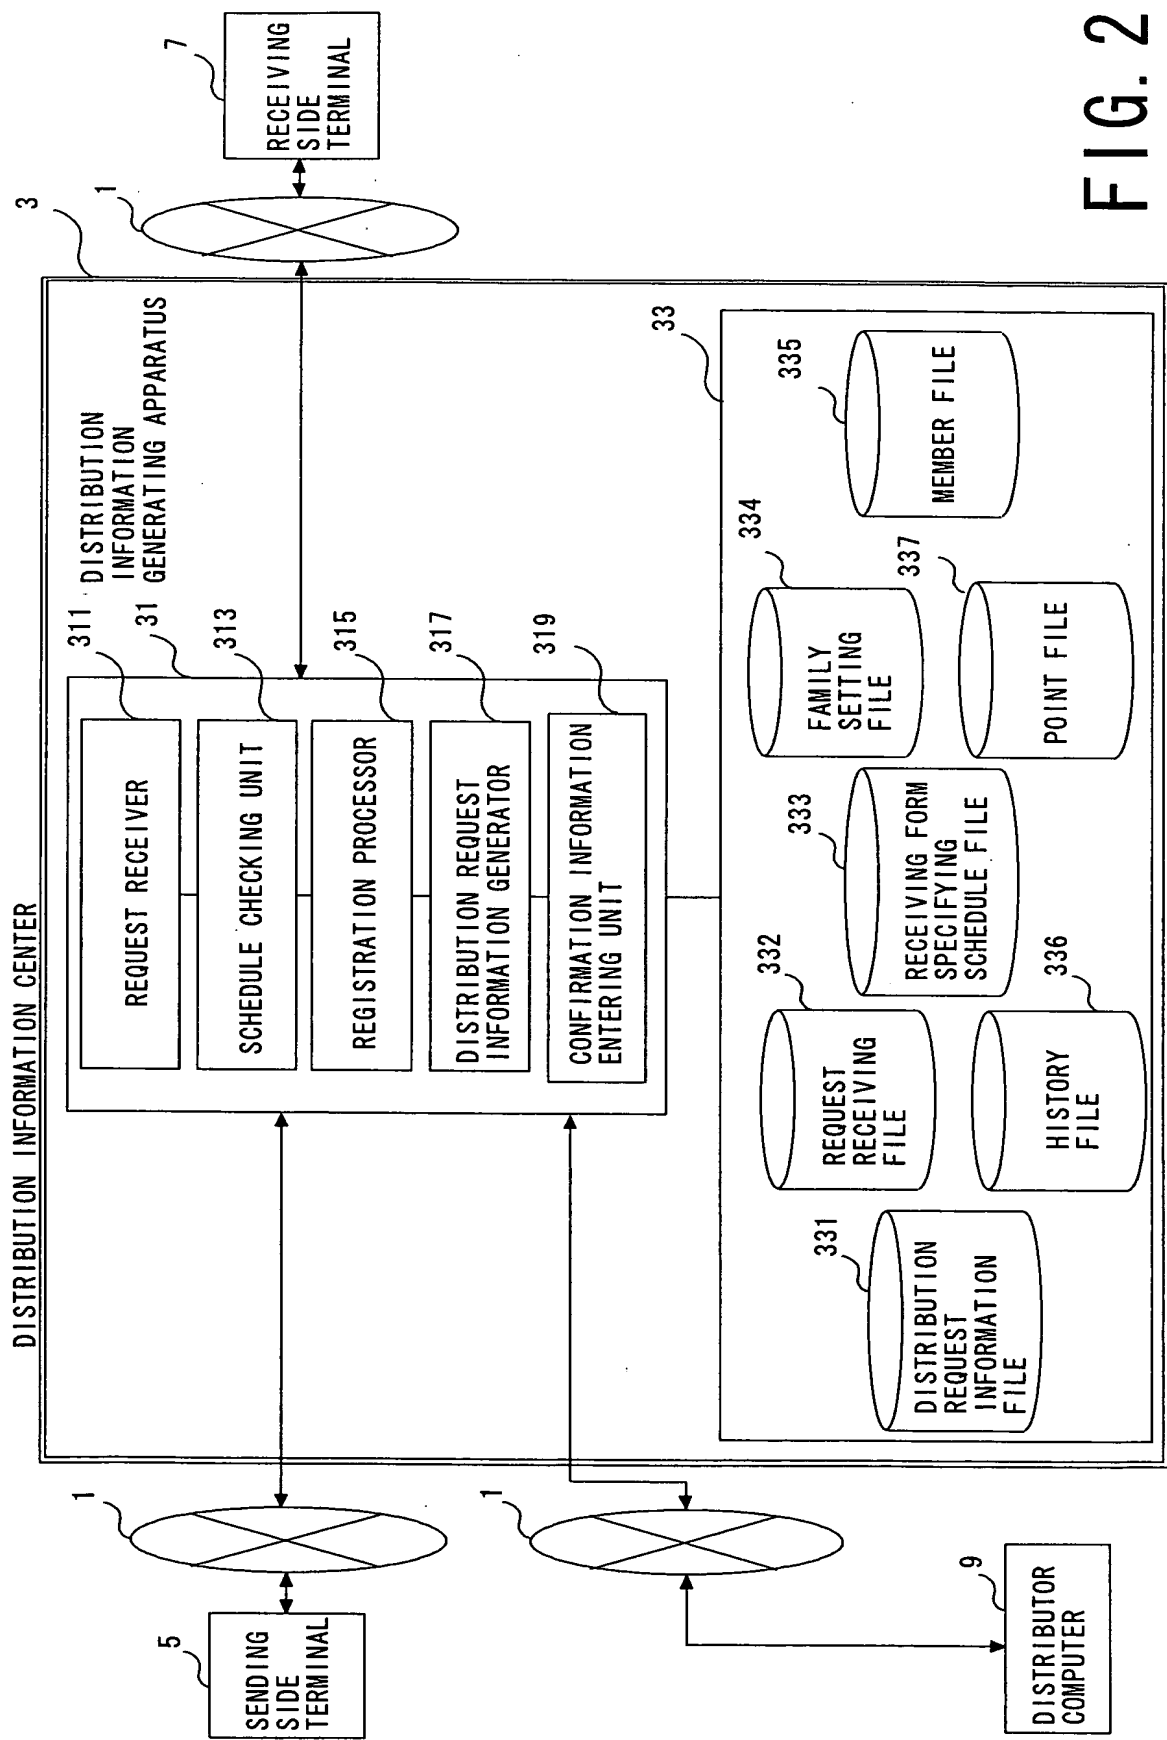 DISTRIBUTION INFORMATION CENTER
3
DISTRIBUTION
INFORMATION
GENERATING APPARATUS
311
31
313
315
317
319
REQUEST RECEIVER
SCHEDULE CHECKING UNIT
REGISTRATION PROCESSOR
DISTRIBUTION REQUEST
INFORMATION GENERATOR
CONFIRMATION INFORMATION
ENTERING UNIT
5
SENDING
SIDE
TERMINAL
1
1
1
7
RECEIVING
SIDE
TERMINAL
9
DISTRIBUTOR
COMPUTER
33
331
DISTRIBUTION
REQUEST
INFORMATION
FILE
332
REQUEST
RECEIVING
FILE
333
RECEIVING FORM
SPECIFYING
SCHEDULE FILE
334
FAMILY
SETTING
FILE
335
MEMBER FILE
336
HISTORY
FILE
337
POINT FILE
FIG. 2